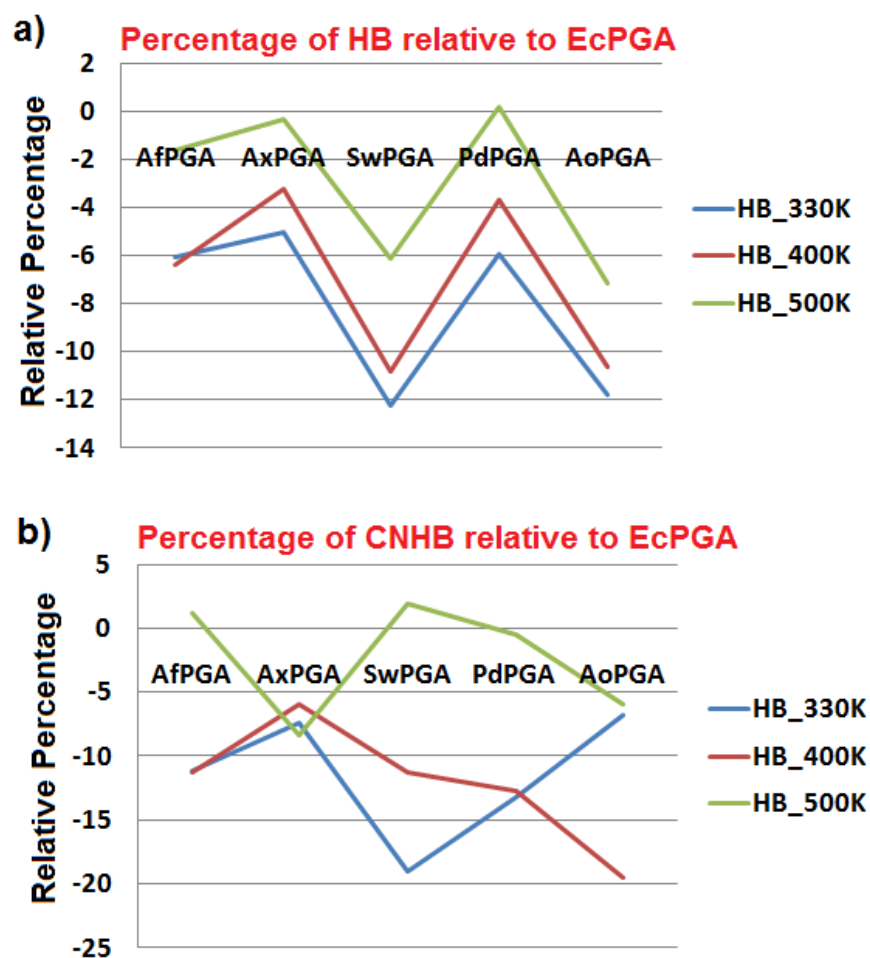 a)
Percentage of HB relative to EcPGA
Relative Percentage
2
0
-2
-4
-6
-8
-10
-12
-14
AfPGA AxPGA SwPGA PdPGA AoPGA
HB_330K
HB_400K
HB_500K
b)
Percentage of CNHB relative to EcPGA
Relative Percentage
5
0
-5
-10
-15
-20
-25
AfPGA AxPGA SwPGA PdPGA AoPGA
HB_330K
HB_400K
HB_500K